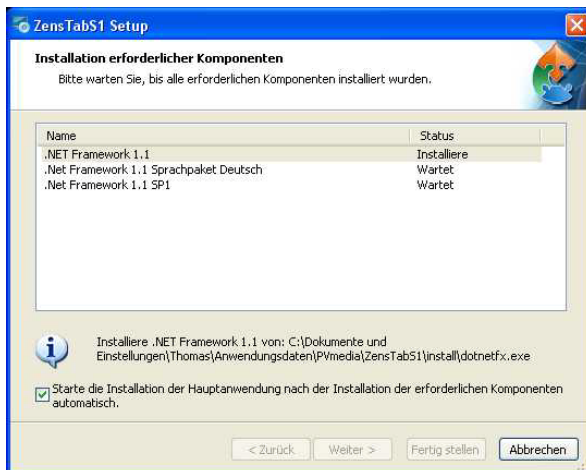 ZensTabS1 Setup
Installation erforderlicher Komponenten
Bitte warten Sie, bis alle erforderlichen Komponenten installiert wurden.
Name Status
.NET Framework 1.1 Installiere
.Net Framework 1.1 Sprachpaket Deutsch Wartet
.Net Framework 1.1 SP1 Wartet
Installiere .NET Framework 1.1 von: C:\Dokumente und
Einstellungen\Thomas\Anwendungsdaten\PVmedia\ZensTabS1\install\dotnetfx.exe
Starte die Installation der Hauptanwendung nach der Installation der erforderlichen Komponenten
automatisch.
< Zurück Weiter > Fertig stellen Abbrechen